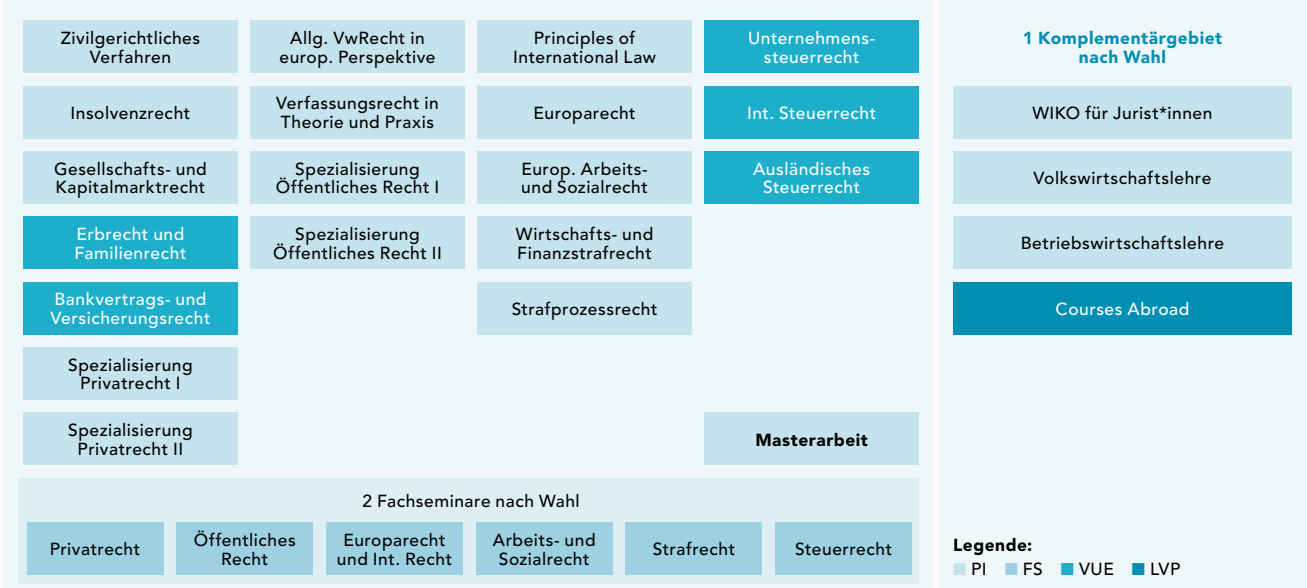 Zivilgerichtliches
Verfahren
Allg. VwRecht in
europ. Perspektive
Principles of
International Law
Unternehmens-
steuerrecht
Insolvenzrecht
Verfassungsrecht in
Theorie und Praxis
Europarecht
Int. Steuerrecht
Gesellschafts- und
Kapitalmarktrecht
Spezialisierung
Öffentliches Recht I
Europ. Arbeits-
und Sozialrecht
Ausländisches
Steuerrecht
Erbrecht und
Familienrecht
Spezialisierung
Öffentliches Recht II
Wirtschafts- und
Finanzstrafrecht
Bankvertrags- und
Versicherungsrecht
Strafprozessrecht
Spezialisierung
Privatrecht I
Spezialisierung
Privatrecht II
Masterarbeit
2 Fachseminare nach Wahl
Privatrecht
Öffentliches
Recht
Europarecht
und Int. Recht
Arbeits- und
Sozialrecht
Strafrecht
Steuerrecht
1 Komplementärgebiet
nach Wahl
WIKO für Jurist*innen
Volkswirtschaftslehre
Betriebswirtschaftslehre
Courses Abroad
Legende:
PI FS VUE LVP